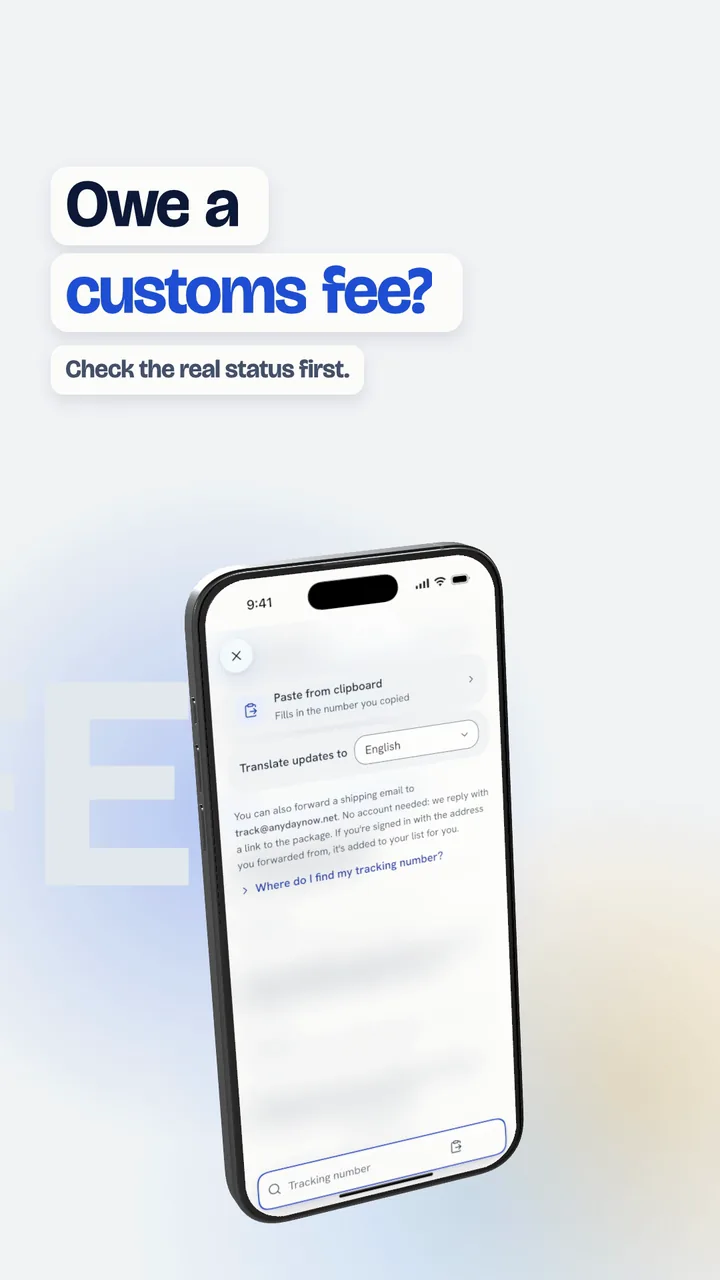 Owe a
customs fee?
Check the real status first.
E
9:41
Paste from clipboard
Fills in the number you copied
Translate updates to English
You can also forward a shipping email to
track@anydaynow.net. No account needed: we reply with
a link to the package. If you're signed in with the address
you forwarded from, it's added to your list for you.
Where do I find my tracking number?
Tracking number